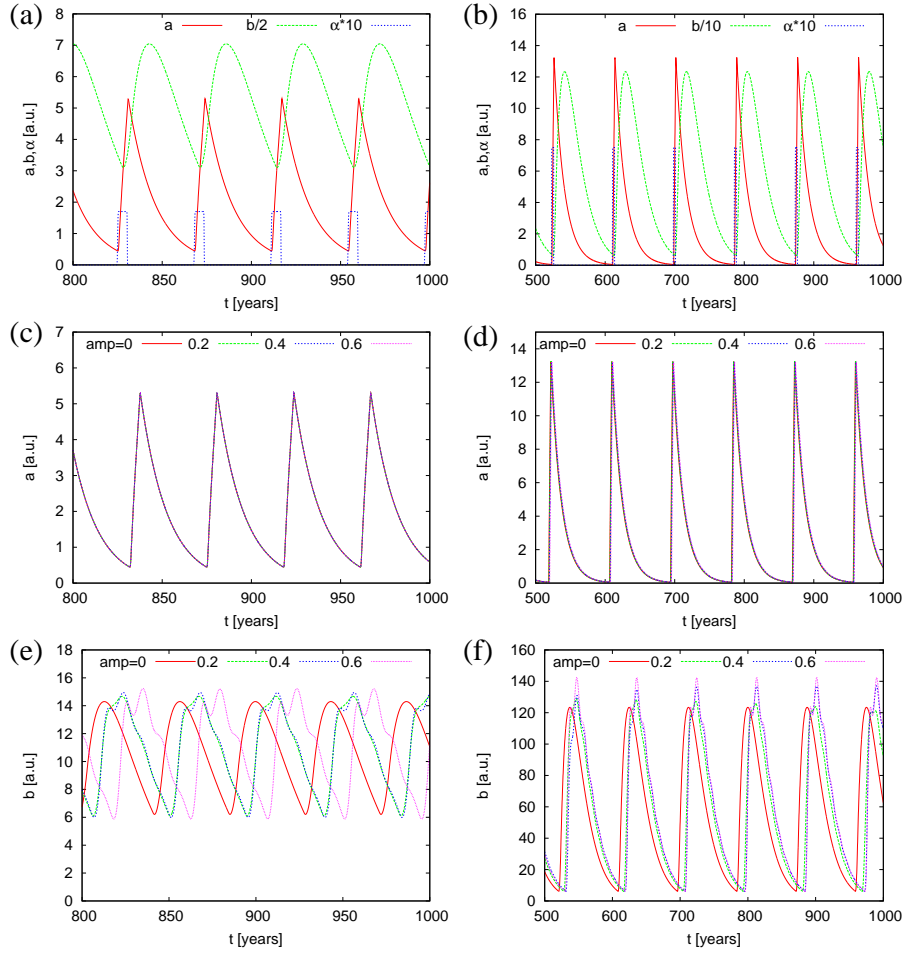 (a)
a b/2 α*10
8
7
6
5
4
3
2
1
0
a,b,α [a.u.]
800 850 900 950 1000
t [years]
(b)
a b/10 α*10
16
14
12
10
8
6
4
2
0
a,b,α [a.u.]
500 600 700 800 900 1000
t [years]
(c)
amp=0 0.2 0.4 0.6
7
6
5
4
3
2
1
0
a [a.u.]
800 850 900 950 1000
t [years]
(d)
amp=0 0.2 0.4 0.6
14
12
10
8
6
4
2
0
a [a.u.]
500 600 700 800 900 1000
t [years]
(e)
amp=0 0.2 0.4 0.6
18
16
14
12
10
8
6
4
2
0
b [a.u.]
800 850 900 950 1000
t [years]
(f)
amp=0 0.2 0.4 0.6
160
140
120
100
80
60
40
20
0
b [a.u.]
500 600 700 800 900 1000
t [years]